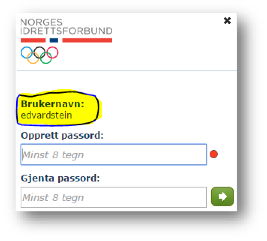 NORGES
IDRETTSFORBUND
Brukernavn:
edvardstein
Opprett passord:
Minst 8 tegn
Gjenta passord:
Minst 8 tegn